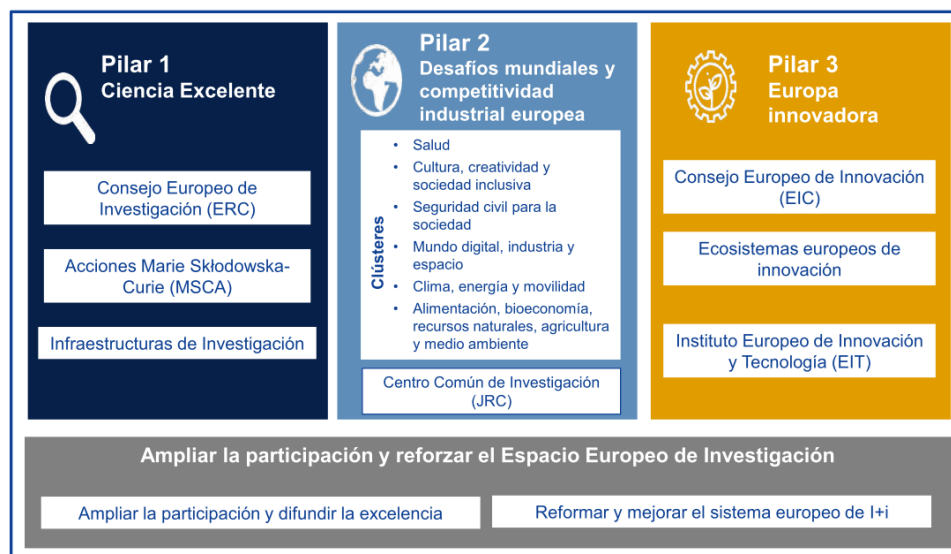 Pilar 1
Ciencia Excelente
Consejo Europeo de
Investigación (ERC)
Acciones Marie Skłodowska-
Curie (MSCA)
Infraestructuras de Investigación
Pilar 2
Desafíos mundiales y
competitividad
industrial europea
Clústeres
• Salud
• Cultura, creatividad y
sociedad inclusiva
• Seguridad civil para la
sociedad
• Mundo digital, industria y
espacio
• Clima, energía y movilidad
• Alimentación, bioeconomía,
recursos naturales, agricultura
y medio ambiente
Centro Común de Investigación
(JRC)
Pilar 3
Europa
innovadora
Consejo Europeo de Innovación
(EIC)
Ecosistemas europeos de
innovación
Instituto Europeo de Innovación
y Tecnología (EIT)
Ampliar la participación y reforzar el Espacio Europeo de Investigación
Ampliar la participación y difundir la excelencia
Reformar y mejorar el sistema europeo de I+i